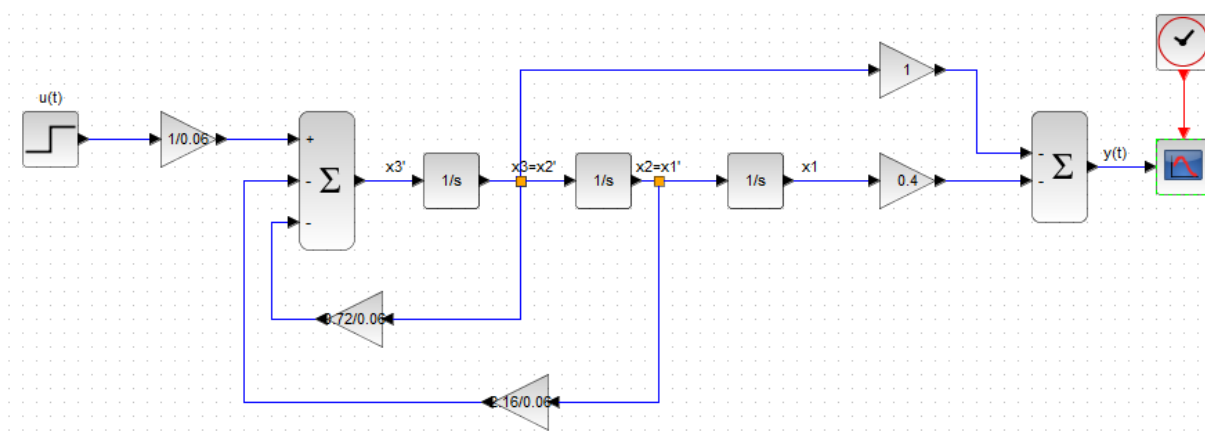 1
u(t)
1/0.06
+
-
-
Σ
x3'
1/s
x3=x2'
1/s
x2=x1'
1/s
x1
0.4
-
-
Σ
y(t)